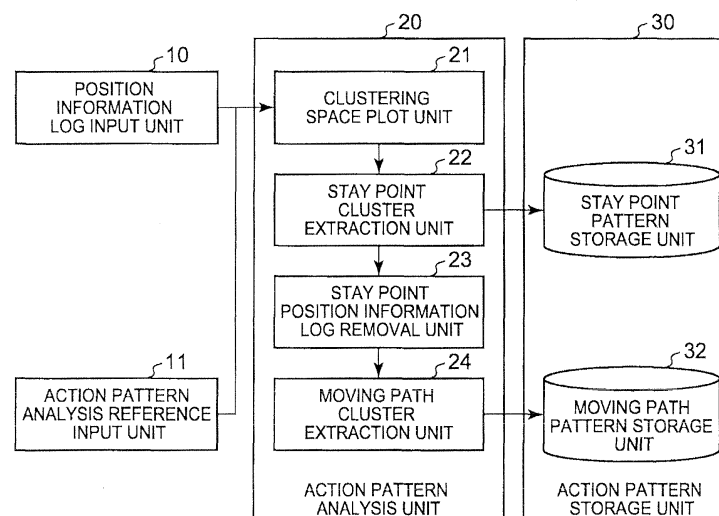 20
30
10
POSITION
INFORMATION
LOG INPUT UNIT
21
CLUSTERING
SPACE PLOT UNIT
22
STAY POINT
CLUSTER
EXTRACTION UNIT
31
STAY POINT
PATTERN
STORAGE UNIT
23
STAY POINT
POSITION INFORMATION
LOG REMOVAL UNIT
11
ACTION PATTERN
ANALYSIS REFERENCE
INPUT UNIT
24
MOVING PATH
CLUSTER
EXTRACTION UNIT
32
MOVING PATH
PATTERN STORAGE
UNIT
ACTION PATTERN
ANALYSIS UNIT
ACTION PATTERN
STORAGE UNIT